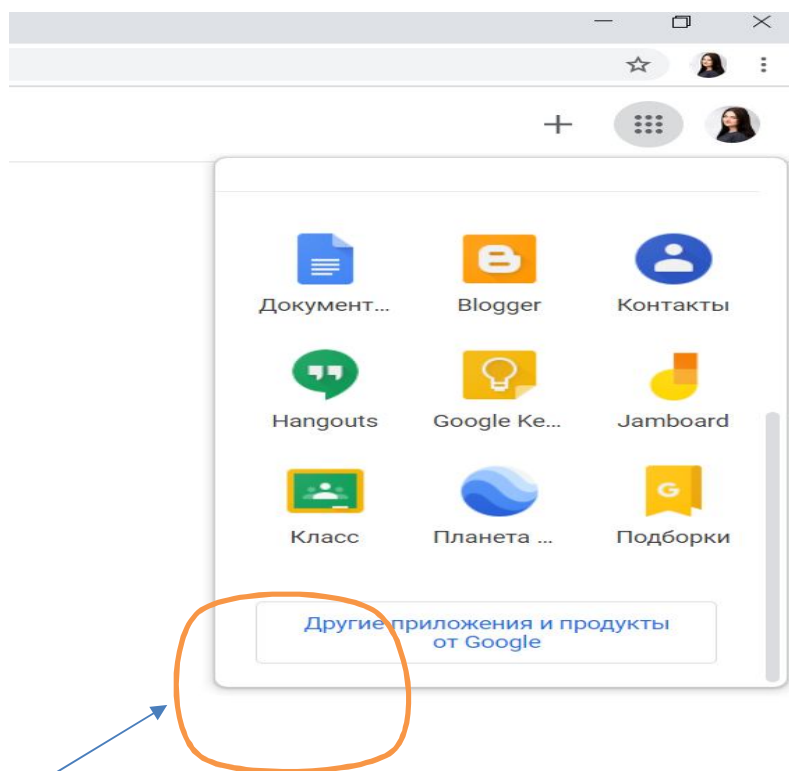 Документ... Blogger Контакты
Hangouts Google Ke... Jamboard
G
Класс Планета ... Подборки
Другие приложения и продукты
от Google